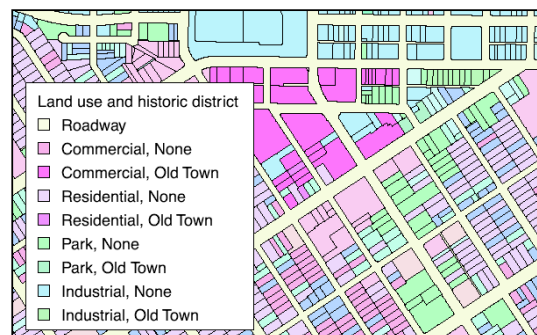 Land use and historic district
Roadway
Commercial, None
Commercial, Old Town
Residential, None
Residential, Old Town
Park, None
Park, Old Town
Industrial, None
Industrial, Old Town